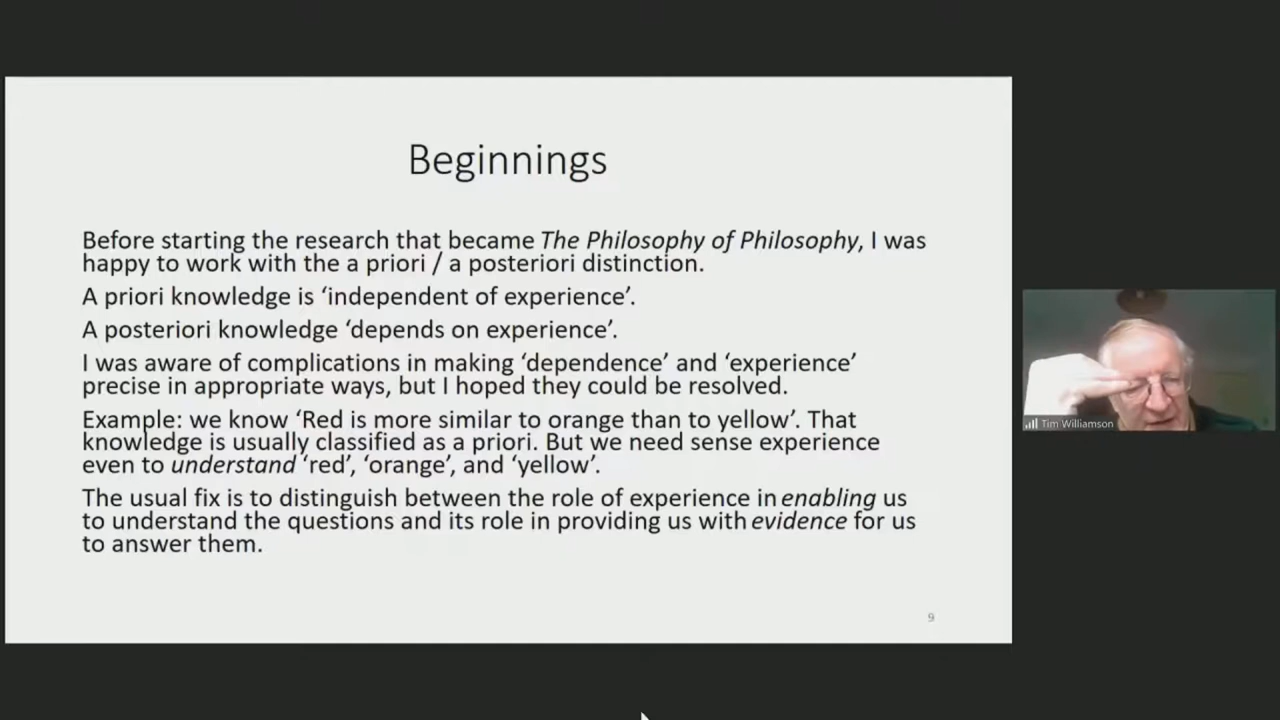 Beginnings
Before starting the research that became The Philosophy of Philosophy, I was
happy to work with the a priori / a posteriori distinction.
A priori knowledge is ‘independent of experience’.
A posteriori knowledge ‘depends on experience’.
I was aware of complications in making ‘dependence’ and ‘experience’
precise in appropriate ways, but I hoped they could be resolved.
Example: we know ‘Red is more similar to orange than to yellow’. That
knowledge is usually classified as a priori. But we need sense experience
even to understand ‘red’, ‘orange’, and ‘yellow’.
The usual fix is to distinguish between the role of experience in enabling us
to understand the questions and its role in providing us with evidence for us
to answer them.
9
Tim Williamson